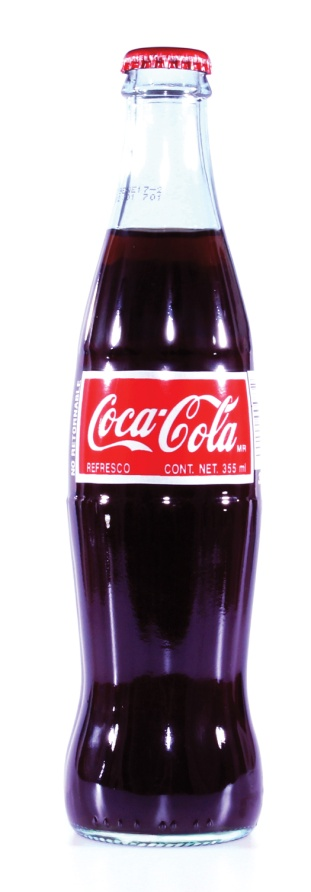 NO RETORNABLE
Coca-Cola MR
REFRESCO CONT. NET. 355 ml